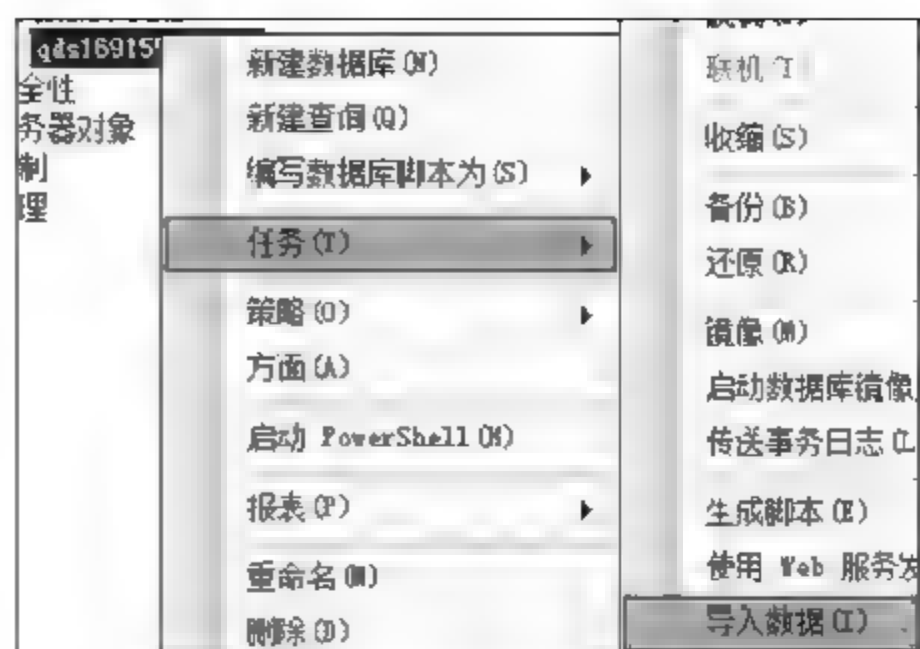 qds16915
全性
务器对象
制
理
新建数据库(N)
新建查询(Q)
编写数据库脚本为(S)
任务(T)
策略(O)
方面(A)
启动 PowerShell(H)
报表(P)
重命名(M)
删除(D)
联机(I)
收缩(S)
备份(B)
还原(R)
镜像(M)
启动数据库镜像
传送事务日志(L
生成脚本(E)
使用 Web 服务发
导入数据(I)